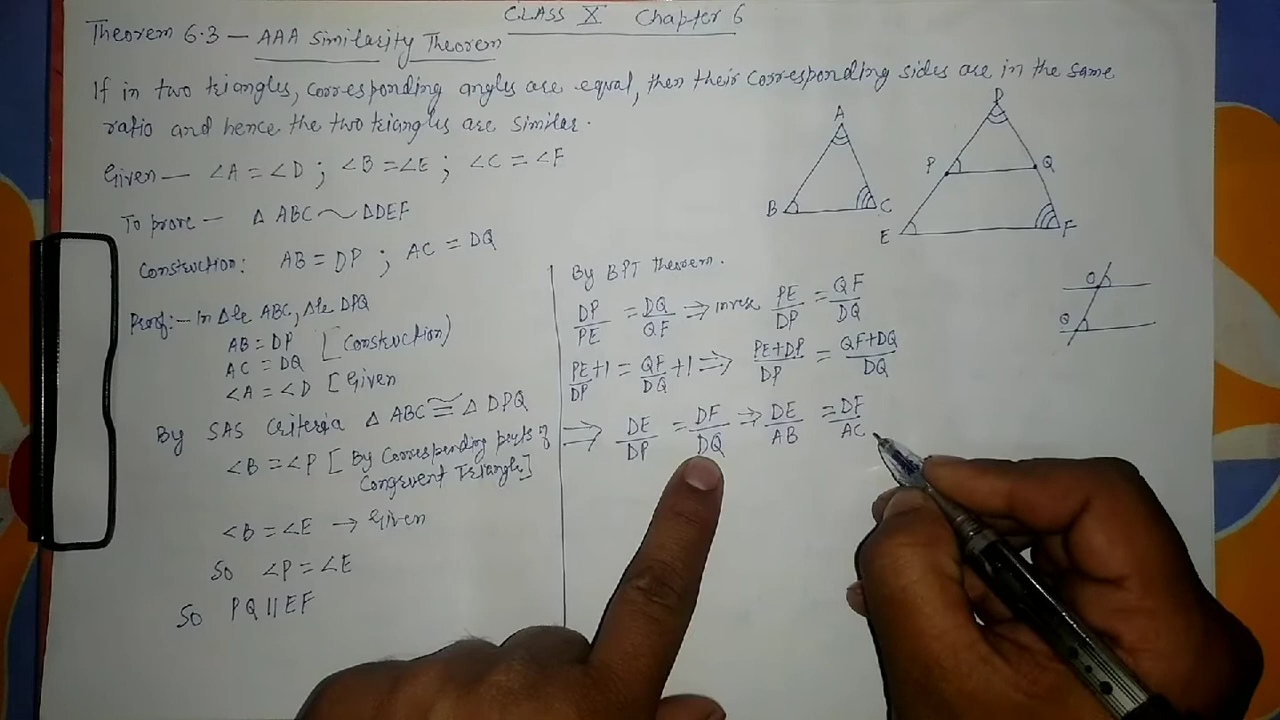 CLASS X Chapter 6
Theorem 6.3 — AAA Similarity Theorem
If in two triangles, corresponding angles are equal, then their corresponding sides are in the same
ratio and hence the two triangles are similar.
Given — ∠A = ∠D ; ∠B = ∠E ; ∠C = ∠F
To prove — Δ ABC ~ ΔDEF
Construction: AB = DP ; AC = DQ
Proof:- In Δle ABC, Δle DPQ
AB = DP [Construction)
AC = DQ
∠A = ∠D [Given
By SAS Criteria Δ ABC ≅ Δ DPQ
∠B = ∠P [By Corresponding parts of
Congruent Triangle]
∠B = ∠E → Given
So ∠P = ∠E
So PQ || EF
By BPT theorem.
DP/PE = DQ/QF ⇒ inverse PE/DP = QF/DQ
PE/DP + 1 = QF/DQ + 1 ⇒ PE+DP/DP = QF+DQ/DQ
⇒ DE/DP = DF/DQ ⇒ DE/AB = DF/AC
A
B
C
D
P
Q
E
F